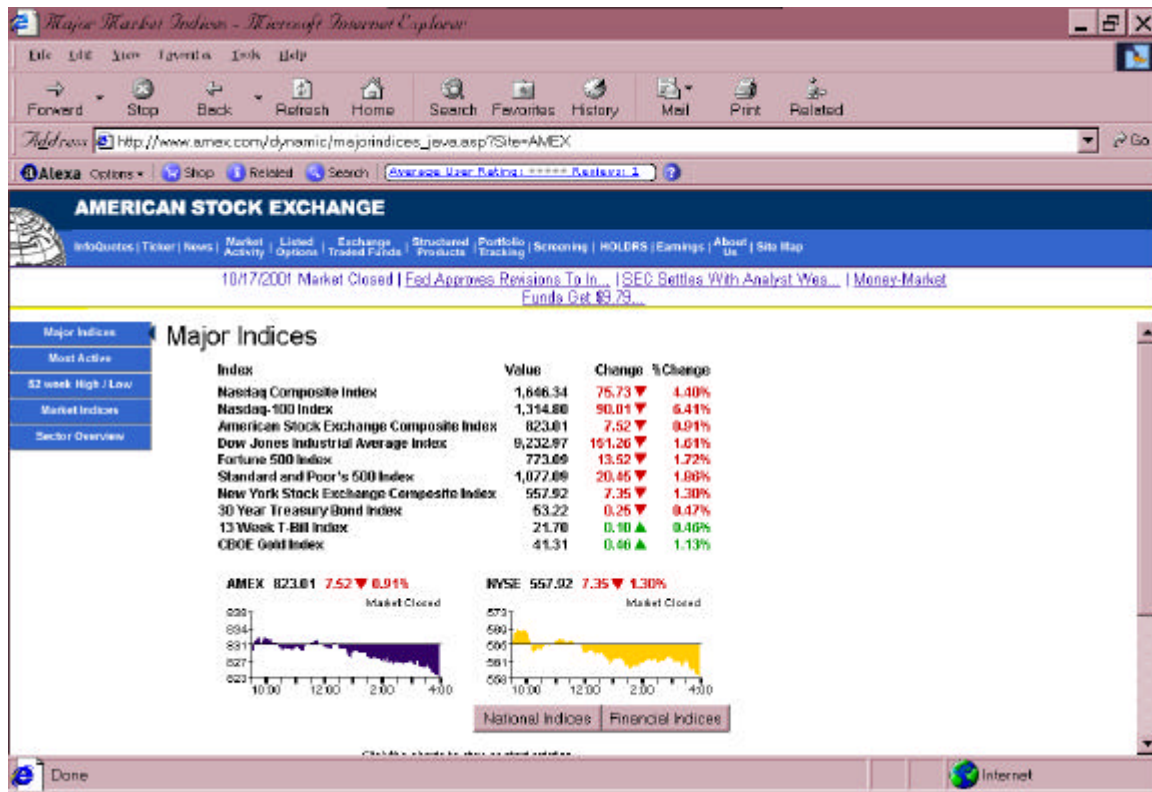 Major Market Indices - Microsoft Internet Explorer
File Edit View Favorites Tools Help
Forward Stop Back Refresh Home Search Favorites History Mail Print Related
Address http://www.amex.com/dynamic/majorindices_java.asp?Site=AMEX Go
Alexa Options Shop Related Search Average User Rating: ***** Reviews: 1
AMERICAN STOCK EXCHANGE
InfoQuotes | Ticker | News | Market Activity | Listed Options | Exchange Traded Funds | Structured Products | Portfolio Tracking | Screening | HOLDRS | Earnings | About Us | Site Map
10/17/2001 Market Closed | Fed Approves Revisions To In... | SEC Settles With Analyst Wea... | Money-Market
Funds Get $9.79...
Major Indices
Most Active
52 week High / Low
Market Indices
Sector Overview
Major Indices
Index Value Change %Change
Nasdaq Composite Index 1,646.34 75.73 ▼ 4.40%
Nasdaq-100 Index 1,314.80 90.01 ▼ 6.41%
American Stock Exchange Composite Index 823.01 7.52 ▼ 0.91%
Dow Jones Industrial Average Index 9,232.97 151.26 ▼ 1.61%
Fortune 500 Index 773.09 13.52 ▼ 1.72%
Standard and Poor's 500 Index 1,077.09 20.45 ▼ 1.86%
New York Stock Exchange Composite Index 557.92 7.35 ▼ 1.30%
30 Year Treasury Bond Index 53.22 0.25 ▼ 0.47%
13 Week T-Bill Index 21.70 0.10 ▲ 0.46%
CBOE Gold Index 41.31 0.46 ▲ 1.13%
AMEX 823.01 7.52 ▼ 0.91%
Market Closed
834
831
827
823
10:00 12:00 2:00 4:00
NYSE 557.92 7.35 ▼ 1.30%
Market Closed
573
565
561
558
10:00 12:00 2:00 4:00
National Indices Financial Indices
Done Internet